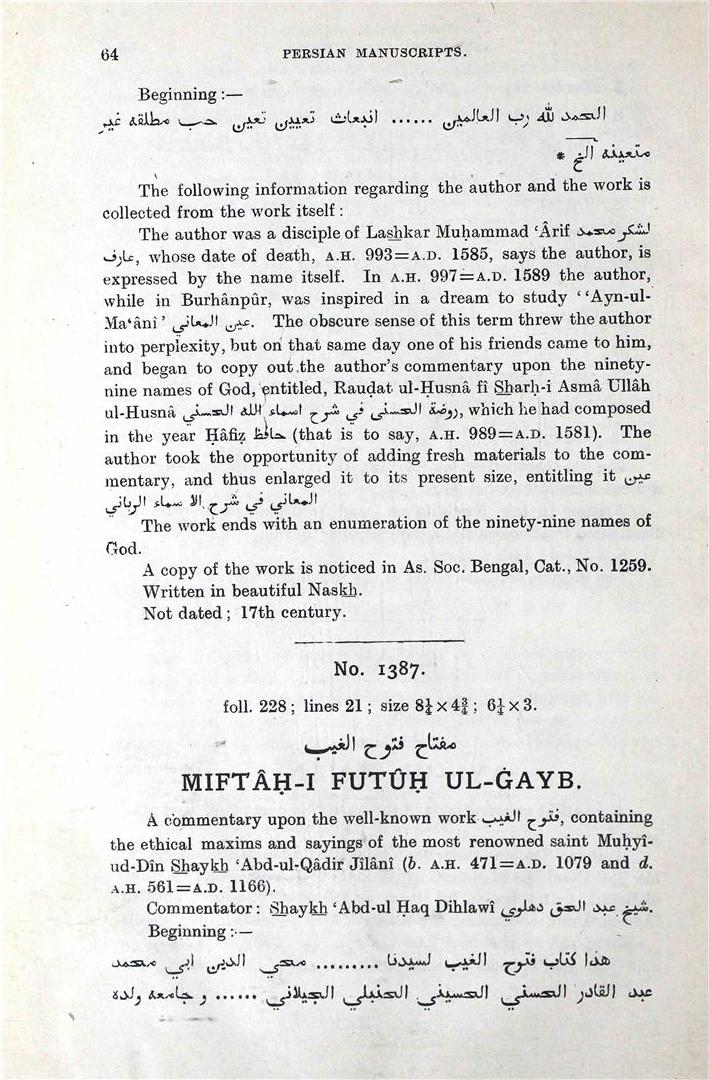 64 PERSIAN MANUSCRIPTS.
Beginning :—
الحمد لله رب العالمين ...... انبعاث تعيين تعين حب مطلقه غير
متعينه الخ *
The following information regarding the author and the work is
collected from the work itself :
The author was a disciple of Lashkar Muḥammad ‘Ârif لشكر محمد
عارف, whose date of death, A.H. 993=A.D. 1585, says the author, is
expressed by the name itself. In A.H. 997=A.D. 1589 the author,
while in Burhânpûr, was inspired in a dream to study ‘‘Ayn-ul-
Ma‘ânî’ عين المعاني. The obscure sense of this term threw the author
into perplexity, but on that same day one of his friends came to him,
and began to copy out the author's commentary upon the ninety-
nine names of God, entitled, Rauḍat ul-Ḥusnâ fî Sharḥ-i Asmâ Ullâh
ul-Husnâ روضة الحسنى في شرح اسماء الله الحسنى, which he had composed
in the year Ḥâfiẓ حافظ (that is to say, A.H. 989=A.D. 1581). The
author took the opportunity of adding fresh materials to the com-
mentary, and thus enlarged it to its present size, entitling it عين
المعاني في شرح الا سماء الرباني
The work ends with an enumeration of the ninety-nine names of
God.
A copy of the work is noticed in As. Soc. Bengal, Cat., No. 1259.
Written in beautiful Naskh.
Not dated ; 17th century.
No. 1387.
foll. 228 ; lines 21 ; size 8¼ × 4¾ ; 6¼ × 3.
مفتاح فتوح الغيب
MIFTÂḤ-I FUTÛḤ UL-ĠAYB.
A commentary upon the well-known work فتوح الغيب, containing
the ethical maxims and sayings of the most renowned saint Muḥyî-
ud-Dîn Shaykh ‘Abd-ul-Qâdir Jîlânî (b. A.H. 471=A.D. 1079 and d.
A.H. 561=A.D. 1166).
Commentator : Shaykh ‘Abd-ul Ḥaq Dihlawî شيخ عبد الحق دهلوي.
Beginning :—
هذا كتاب فتوح الغيب لسيدنا ......... محي الدين ابي محمد
عبد القادر الحسني الحسيني الحنبلي الجيلاني ...... و جامعه ولده